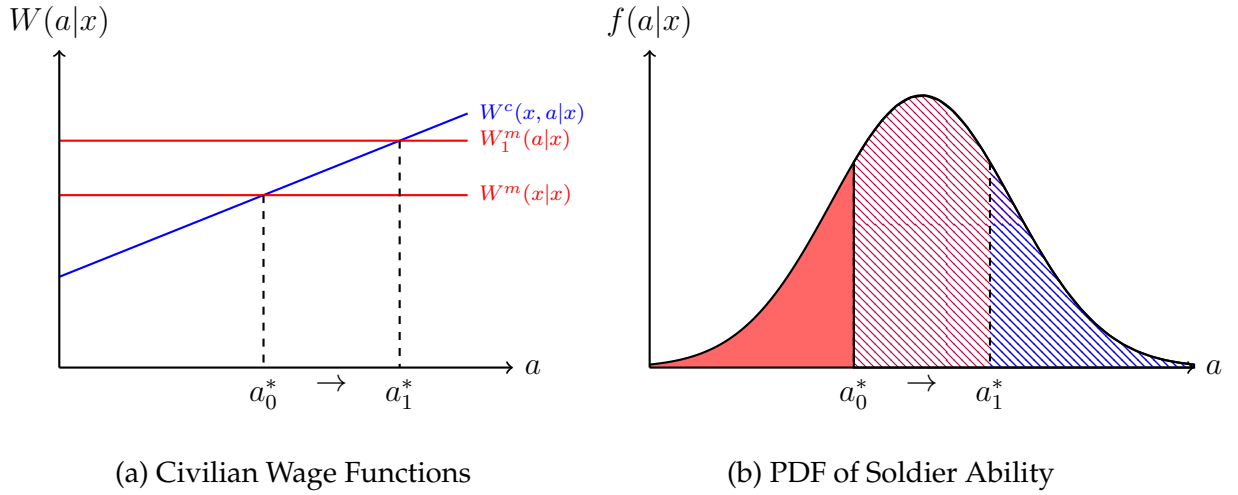 W(a|x)
W^c(x, a|x)
W_1^m(a|x)
W^m(x|x)
a
a_0^* → a_1^*
(a) Civilian Wage Functions
f(a|x)
a
a_0^* → a_1^*
(b) PDF of Soldier Ability